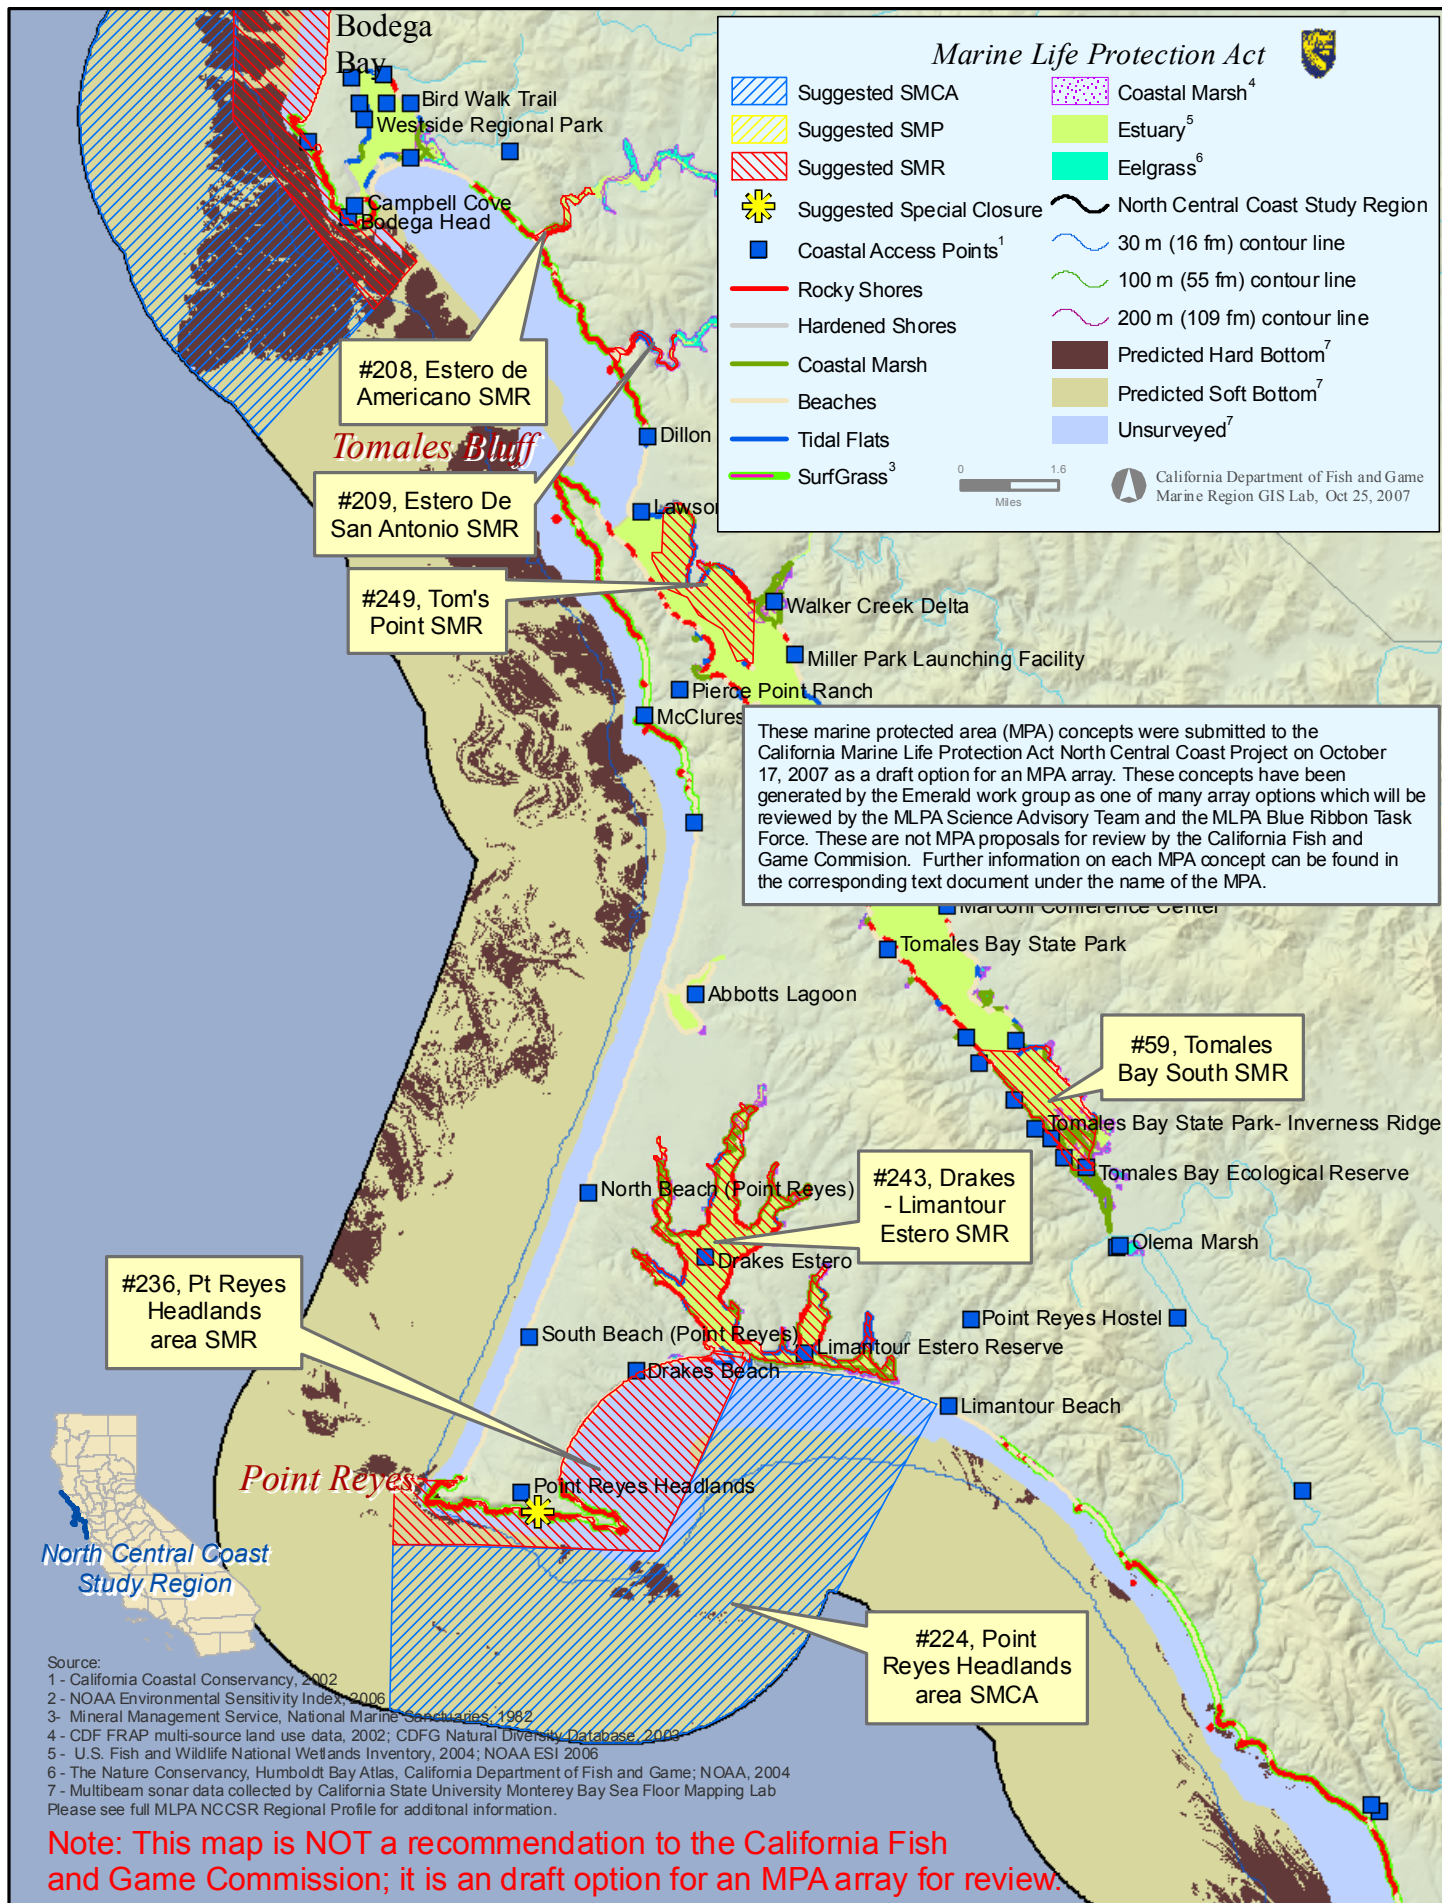 Bodega
Bay
Bird Walk Trail
Westside Regional Park
Campbell Cove
Bodega Head
Marine Life Protection Act
Suggested SMCA
Suggested SMP
Suggested SMR
Suggested Special Closure
Coastal Access Points1
Rocky Shores
Hardened Shores
Coastal Marsh
Beaches
Tidal Flats
SurfGrass3
Coastal Marsh4
Estuary5
Eelgrass6
North Central Coast Study Region
30 m (16 fm) contour line
100 m (55 fm) contour line
200 m (109 fm) contour line
Predicted Hard Bottom7
Predicted Soft Bottom7
Unsurveyed7
0 1.6
Miles
California Department of Fish and Game
Marine Region GIS Lab, Oct 25, 2007
#208, Estero de
Americano SMR
Tomales Bluff
Dillon
#209, Estero De
San Antonio SMR
Lawson
#249, Tom's
Point SMR
Walker Creek Delta
Miller Park Launching Facility
Pierce Point Ranch
McClures
These marine protected area (MPA) concepts were submitted to the
California Marine Life Protection Act North Central Coast Project on October
17, 2007 as a draft option for an MPA array. These concepts have been
generated by the Emerald work group as one of many array options which will be
reviewed by the MLPA Science Advisory Team and the MLPA Blue Ribbon Task
Force. These are not MPA proposals for review by the California Fish and
Game Commision. Further information on each MPA concept can be found in
the corresponding text document under the name of the MPA.
Marconi Conference Center
Tomales Bay State Park
Abbotts Lagoon
#59, Tomales
Bay South SMR
Tomales Bay State Park- Inverness Ridge
Tomales Bay Ecological Reserve
North Beach (Point Reyes)
#243, Drakes
- Limantour
Estero SMR
Drakes Estero
Olema Marsh
#236, Pt Reyes
Headlands
area SMR
Point Reyes Hostel
South Beach (Point Reyes)
Limantour Estero Reserve
Drakes Beach
Limantour Beach
Point Reyes
Point Reyes Headlands
North Central Coast
Study Region
#224, Point
Reyes Headlands
area SMCA
Source:
1 - California Coastal Conservancy, 2002
2 - NOAA Environmental Sensitivity Index, 2006
3- Mineral Management Service, National Marine Sanctuaries, 1982
4 - CDF FRAP multi-source land use data, 2002; CDFG Natural Diversity Database, 2003
5 - U.S. Fish and Wildlife National Wetlands Inventory, 2004; NOAA ESI 2006
6 - The Nature Conservancy, Humboldt Bay Atlas, California Department of Fish and Game; NOAA, 2004
7 - Multibeam sonar data collected by California State University Monterey Bay Sea Floor Mapping Lab
Please see full MLPA NCCSR Regional Profile for additonal information.
Note: This map is NOT a recommendation to the California Fish
and Game Commission; it is an draft option for an MPA array for review.